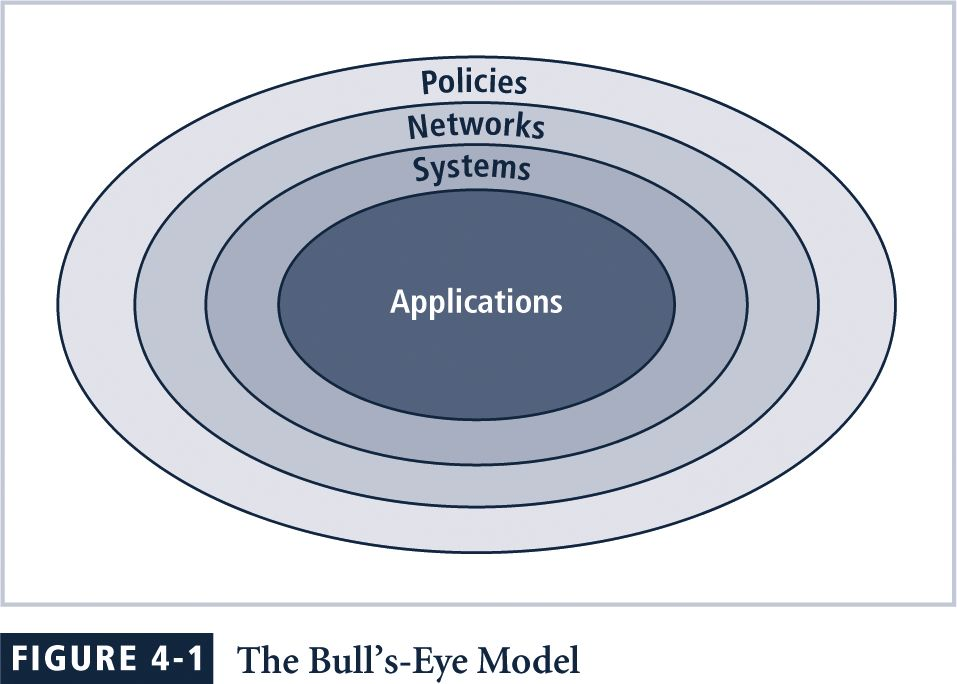 Policies
Networks
Systems
Applications
FIGURE 4-1 The Bull’s-Eye Model